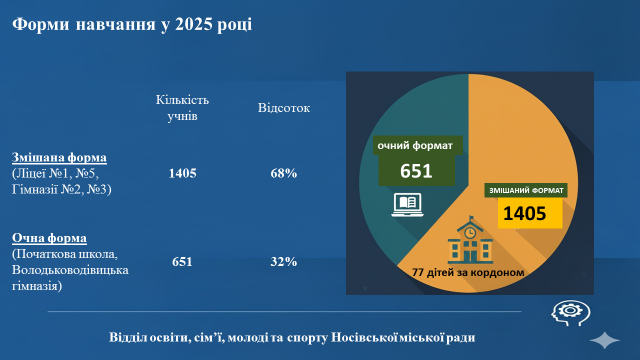 Форми навчання у 2025 році
Кількість
учнів
Відсоток
Змішана форма
(Ліцеї №1, №5,
Гімназії №2, №3)
1405
68%
Очна форма
(Початкова школа,
Володьководівицька
гімназія)
651
32%
очний формат
651
ЗМІШАНИЙ ФОРМАТ
1405
77 дітей за кордоном
Відділ освіти, сім’ї, молоді та спорту Носівської міської ради